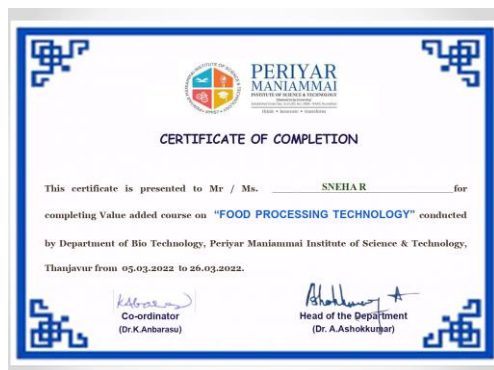 PERIYAR
MANIAMMAI
INSTITUTE OF SCIENCE & TECHNOLOGY
CERTIFICATE OF COMPLETION
This certificate is presented to Mr / Ms. SNEHA R for
completing Value added course on "FOOD PROCESSING TECHNOLOGY" conducted
by Department of Bio Technology, Periyar Maniammai Institute of Science & Technology,
Thanjavur from 05.03.2022 to 26.03.2022.
Co-ordinator
(Dr.K.Anbarasu)
Head of the Department
(Dr. A.Ashokkumar)